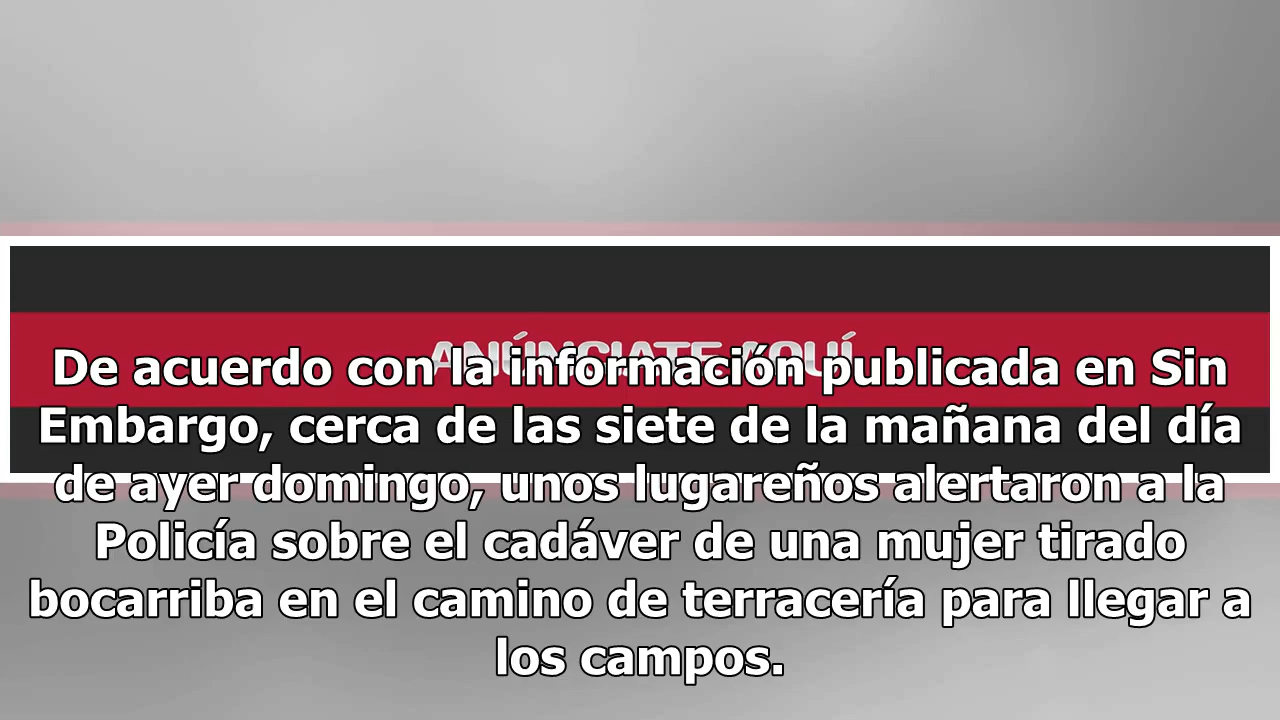 ANÚNCIATE AQUÍ
De acuerdo con la información publicada en Sin
Embargo, cerca de las siete de la mañana del día
de ayer domingo, unos lugareños alertaron a la
Policía sobre el cadáver de una mujer tirado
bocarriba en el camino de terracería para llegar a
los campos.